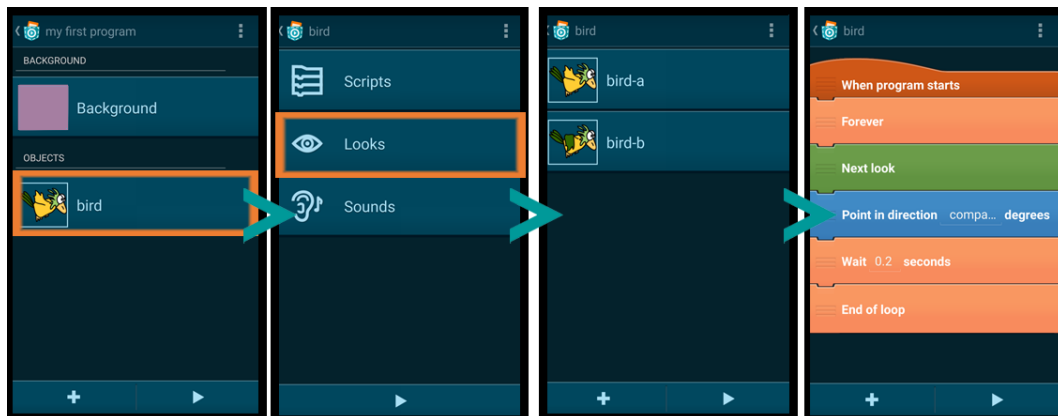 my first program
BACKGROUND
Background
OBJECTS
bird
bird
Scripts
Looks
Sounds
bird
bird-a
bird-b
bird
When program starts
Forever
Next look
Point in direction compa... degrees
Wait 0.2 seconds
End of loop